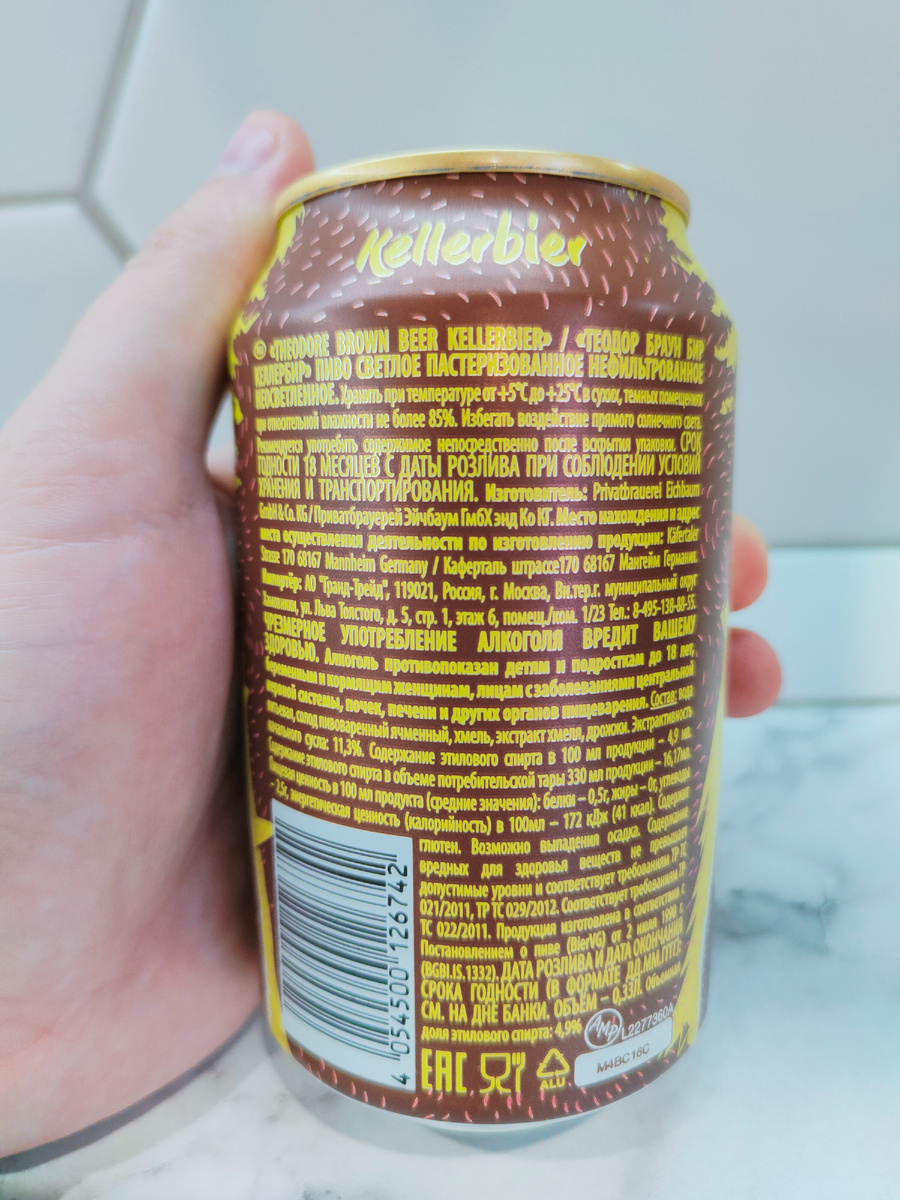 Kellerbier
«THEODORE BROWN BEER KELLERBIER» / «ТЕОДОР БРАУН БИР
КЕЛЛЕРБИР» ПИВО СВЕТЛОЕ ПАСТЕРИЗОВАННОЕ НЕФИЛЬТРОВАННОЕ
НЕОСВЕТЛЕННОЕ. Хранить при температуре от +5°C до +25°C в сухих, темных помещениях
при относительной влажности не более 85%. Избегать воздействие прямого солнечного света.
Рекомендуется употребить содержимое непосредственно после вскрытия упаковки. СРОК
ГОДНОСТИ 18 МЕСЯЦЕВ С ДАТЫ РОЗЛИВА ПРИ СОБЛЮДЕНИИ УСЛОВИЙ
ХРАНЕНИЯ И ТРАНСПОРТИРОВАНИЯ. Изготовитель: Privatbrauerei Eichbaum
GmbH & Co. KG / Приватбрауерей Эйчбаум ГмбХ энд Ко КГ. Место нахождения и адрес
места осуществления деятельности по изготовлению продукции: Käfertaler
Strasse 170 68167 Mannheim Germany / Каферталь штрассе170 68167 Мангейм Германия.
Импортёр: АО "Гранд-Трейд", 119021, Россия, г. Москва, Вн.тер.г. муниципальный округ
Хамовники, ул. Льва Толстого, д. 5, стр. 1, этаж 6, помещ./ком. 1/23 Тел.: 8-495-138-88-55.
ЧРЕЗМЕРНОЕ УПОТРЕБЛЕНИЕ АЛКОГОЛЯ ВРЕДИТ ВАШЕМУ
ЗДОРОВЬЮ. Алкоголь противопоказан детям и подросткам до 18 лет,
беременным и кормящим женщинам, лицам с заболеваниями центральной
нервной системы, почек, печени и других органов пищеварения. Состав: вода
питьевая, солод пивоваренный ячменный, хмель, экстракт хмеля, дрожжи. Экстрактивность
начального сусла: 11,3%. Содержание этилового спирта в 100 мл продукции – 4,9 мл.
Содержание этилового спирта в объеме потребительской тары 330 мл продукции – 16,17мл.
Пищевая ценность в 100 мл продукта (средние значения): белки – 0,5г, жиры – 0г, углеводы
– 2,5г, энергетическая ценность (калорийность) в 100мл – 172 кДж (41 ккал). Содержит
глютен. Возможно выпадения осадка. Содержание
вредных для здоровья веществ не превышает
допустимые уровни и соответствует требованиям ТР ТС
021/2011, ТР ТС 029/2012. Соответствует требованиям ТР
ТС 022/2011. Продукция изготовлена в соответствии с
Постановлением о пиве (BierVG) от 2 июля 1990 г.
(BGBI.IS.1332). ДАТА РОЗЛИВА И ДАТА ОКОНЧАНИЯ
СРОКА ГОДНОСТИ (В ФОРМАТЕ ДД.ММ.ГГГГ):
СМ. НА ДНЕ БАНКИ. ОБЪЕМ – 0,33Л. Объемная
доля этилового спирта: 4,9%
AMP L2277360A
M4BC16C
4 054500 126742
EAC
ALU